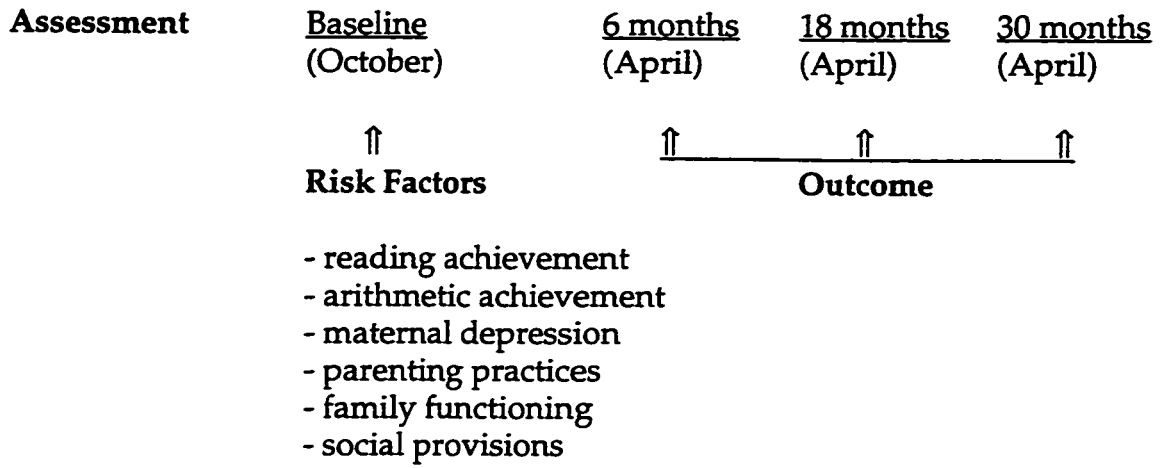 Assessment Baseline 6 months 18 months 30 months
(October) (April) (April) (April)
⇑ ⇑ ⇑ ⇑
Risk Factors Outcome
- reading achievement
- arithmetic achievement
- maternal depression
- parenting practices
- family functioning
- social provisions